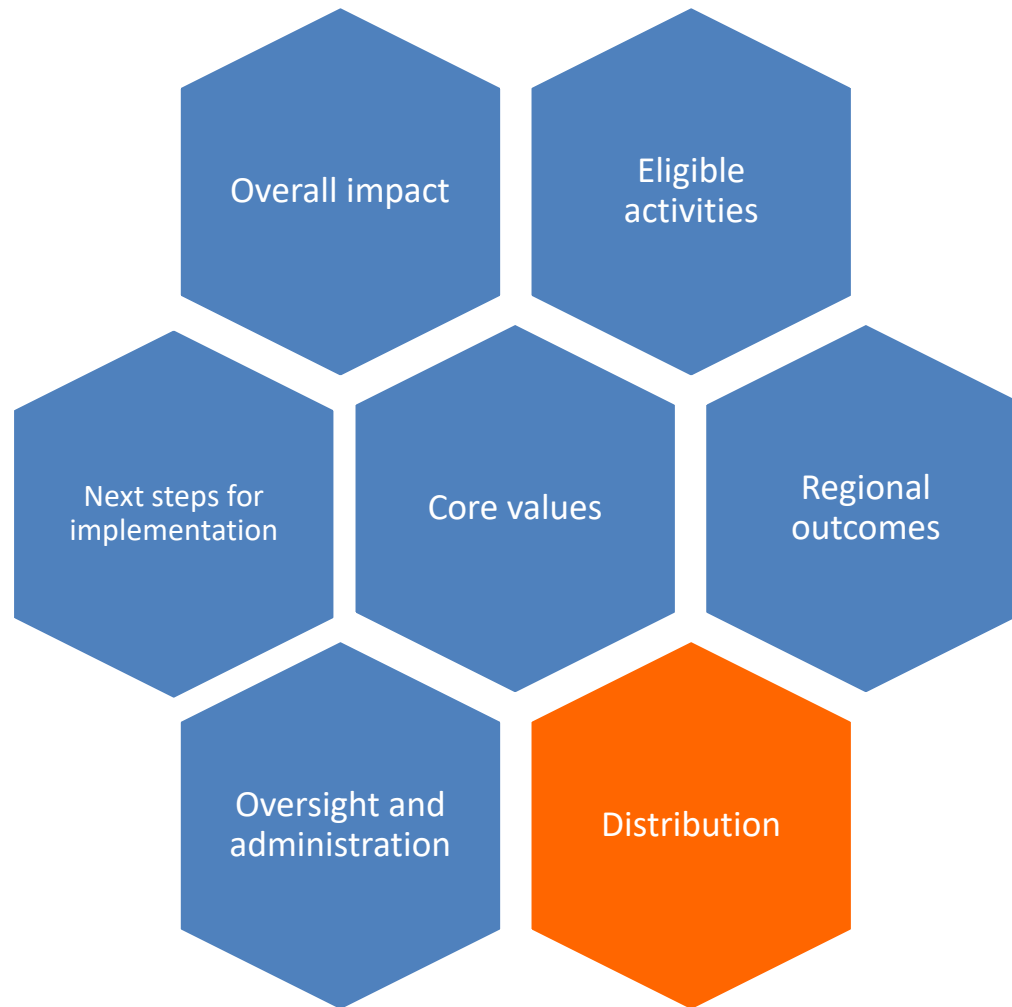 Overall impact
Eligible
activities
Next steps for
implementation
Core values
Regional
outcomes
Oversight and
administration
Distribution